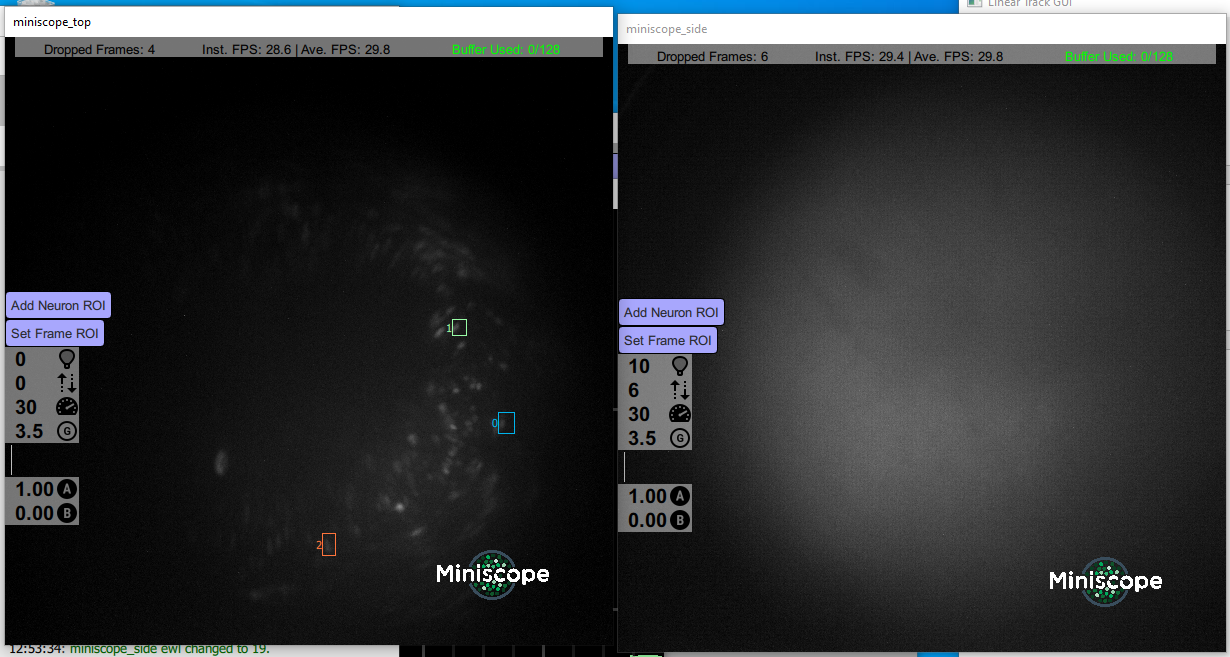 Linear Track GUI
miniscope_top
Dropped Frames: 4 Inst. FPS: 28.6 | Ave. FPS: 29.8 Buffer Used: 0/128
Add Neuron ROI
Set Frame ROI
0
0
30
3.5 G
1.00 A
0.00 B
1
0
2
Miniscope
miniscope_side
Dropped Frames: 6 Inst. FPS: 29.4 | Ave. FPS: 29.8 Buffer Used: 0/128
Add Neuron ROI
Set Frame ROI
10
6
30
3.5 G
1.00 A
0.00 B
Miniscope
12:53:34: miniscope_side ewl changed to 19.